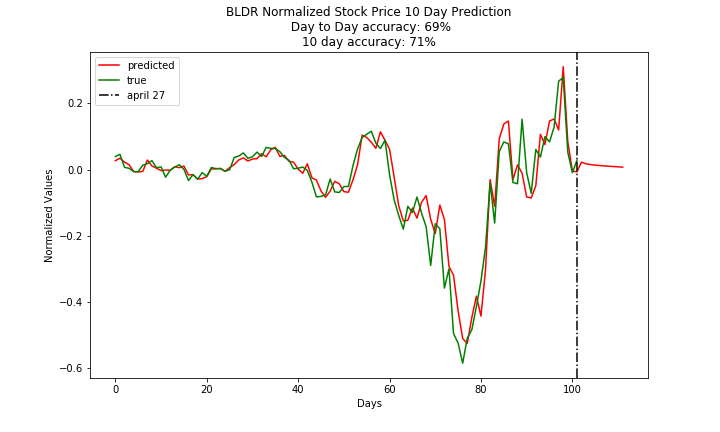 BLDR Normalized Stock Price 10 Day Prediction
Day to Day accuracy: 69%
10 day accuracy: 71%
predicted
true
april 27
0.2
0.0
−0.2
−0.4
−0.6
Normalized Values
0
20
40
60
80
100
Days